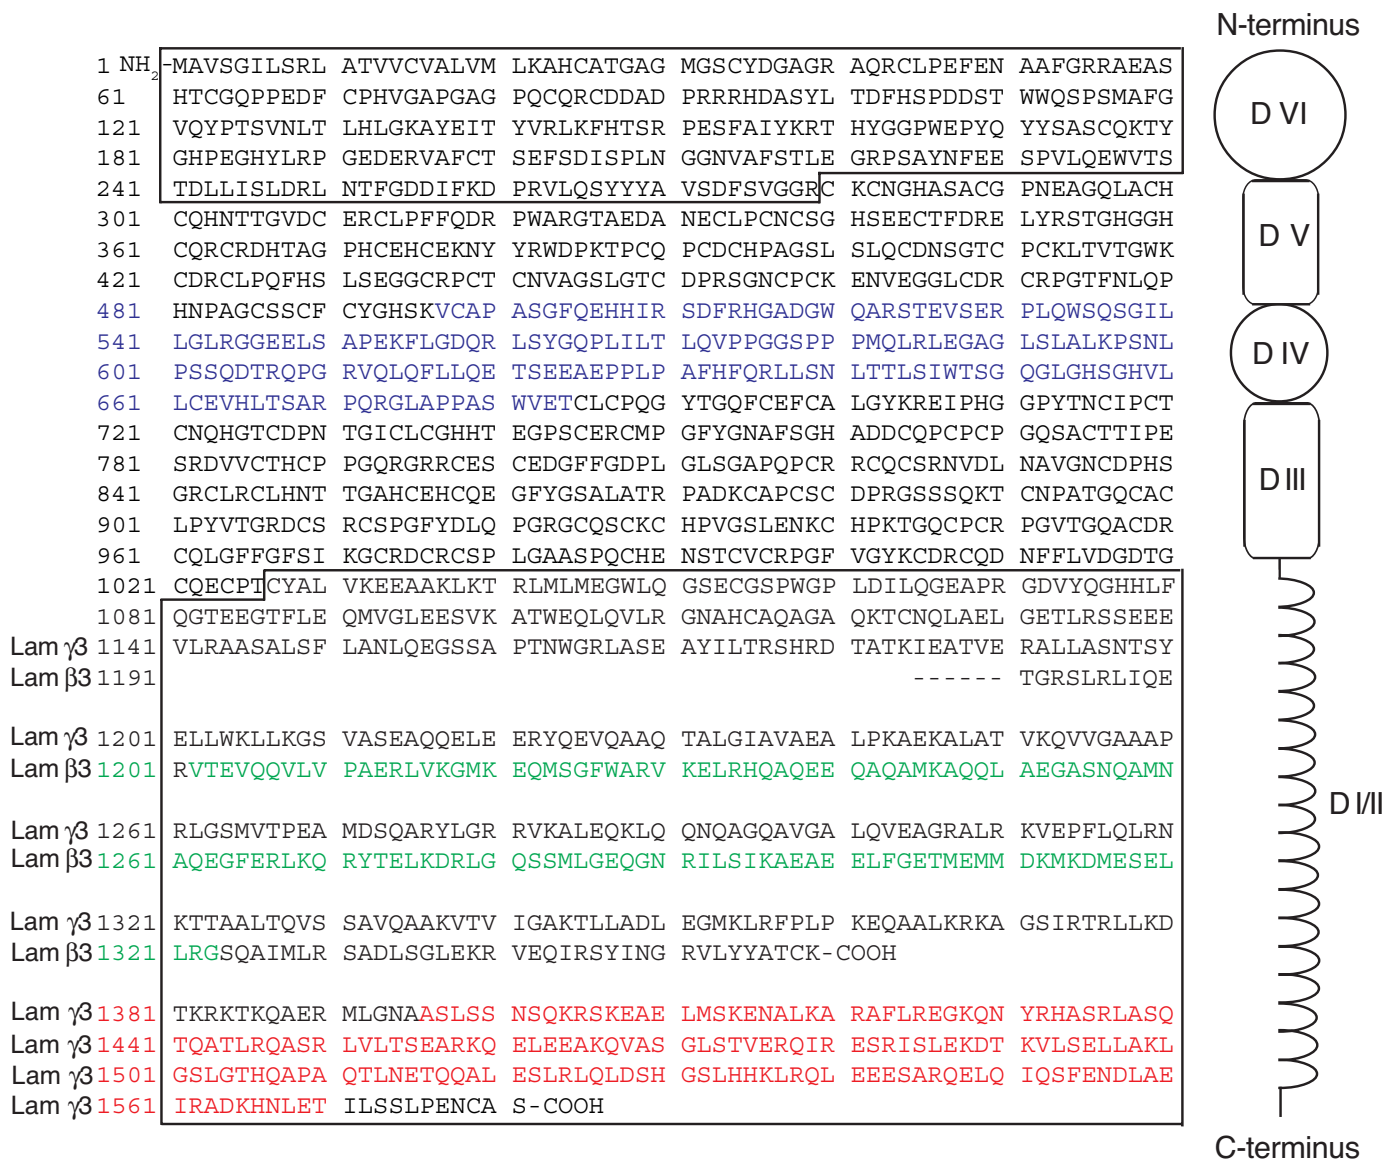 N-terminus
1 NH2-MAVSGILSRL ATVVCVALVM LKAHCATGAG MGSCYDGAGR AQRCLPEFEN AAFGRRAEAS
61 HTCGQPPEDF CPHVGAPGAG PQCQRCDDAD PRRRHDASYL TDFHSPDDST WWQSPSMAFG
D VI
121 VQYPTSVNLT LHLGKAYEIT YVRLKFHTSR PESFAIYKRT HYGGPWEPYQ YYSASCQKTY
181 GHPEGHYLRP GEDERVAFCT SEFSDISPLN GGNVAFSTLE GRPSAYNFEE SPVLQEWVTS
241 TDLLISLDRL NTFGDDIFKD PRVLQSYYYA VSDFSVGGRC KCNGHASACG PNEAGQLACH
301 CQHNTTGVDC ERCLPFFQDR PWARGTAEDA NECLPCNCSG HSEECTFDRE LYRSTGHGGH
D V
361 CQRCRDHTAG PHCEHCEKNY YRWDPKTPCQ PCDCHPAGSL SLQCDNSGTC PCKLTVTGWK
421 CDRCLPQFHS LSEGGCRPCT CNVAGSLGTC DPRSGNCPCK ENVEGGLCDR CRPGTFNLQP
481 HNPAGCSSCF CYGHSKVCAP ASGFQEHHIR SDFRHGADGW QARSTEVSER PLQWSQSGIL
541 LGLRGGEELS APEKFLGDQR LSYGQPLILT LQVPPGGSPP PMQLRLEGAG LSLALKPSNL
D IV
601 PSSQDTRQPG RVQLQFLLQE TSEEAEPPLP AFHFQRLLSN LTTLSIWTSG QGLGHSGHVL
661 LCEVHLTSAR PQRGLAPPAS WVETCLCPQG YTGQFCEFCA LGYKREIPHG GPYTNCIPCT
721 CNQHGTCDPN TGICLCGHHT EGPSCERCMP GFYGNAFSGH ADDCQPCPCP GQSACTTIPE
781 SRDVVCTHCP PGQRGRRCES CEDGFFGDPL GLSGAPQPCR RCQCSRNVDL NAVGNCDPHS
D III
841 GRCLRCLHNT TGAHCEHCQE GFYGSALATR PADKCAPCSC DPRGSSSQKT CNPATGQCAC
901 LPYVTGRDCS RCSPGFYDLQ PGRGCQSCKC HPVGSLENKC HPKTGQCPCR PGVTGQACDR
961 CQLGFFGFSI KGCRDCRCSP LGAASPQCHE NSTCVCRPGF VGYKCDRCQD NFFLVDGDTG
1021 CQECPTCYAL VKEEAAKLKT RLMLMEGWLQ GSECGSPWGP LDILQGEAPR GDVYQGHHLF
1081 QGTEEGTFLE QMVGLEESVK ATWEQLQVLR GNAHCAQAGA QKTCNQLAEL GETLRSSEEE
Lam γ3 1141 VLRAASALSF LANLQEGSSA PTNWGRLASE AYILTRSHRD TATKIEATVE RALLASNTSY
Lam β3 1191 ------ TGRSLRLIQE
Lam γ3 1201 ELLWKLLKGS VASEAQQELE ERYQEVQAAQ TALGIAVAEA LPKAEKALAT VKQVVGAAAP
Lam β3 1201 RVTEVQQVLV PAERLVKGMK EQMSGFWARV KELRHQAQEE QAQAMKAQQL AEGASNQAMN
D I/II
Lam γ3 1261 RLGSMVTPEA MDSQARYLGR RVKALEQKLQ QNQAGQAVGA LQVEAGRALR KVEPFLQLRN
Lam β3 1261 AQEGFERLKQ RYTELKDRLG QSSMLGEQGN RILSIKAEAE ELFGETMEMM DKMKDMESEL
Lam γ3 1321 KTTAALTQVS SAVQAAKVTV IGAKTLLADL EGMKLRFPLP KEQAALKRKA GSIRTRLLKD
Lam β3 1321 LRGSQAIMLR SADLSGLEKR VEQIRSYING RVLYYATCK-COOH
Lam γ3 1381 TKRKTKQAER MLGNAASLSS NSQKRSKEAE LMSKENALKA RAFLREGKQN YRHASRLASQ
Lam γ3 1441 TQATLRQASR LVLTSEARKQ ELEEAKQVAS GLSTVERQIR ESRISLEKDT KVLSELLAKL
Lam γ3 1501 GSLGTHQAPA QTLNETQQAL ESLRLQLDSHG SLHHKLRQL EEESARQELQ IQSFENDLAE
Lam γ3 1561 IRADKHNLET ILSSLPENCA S-COOH
C-terminus